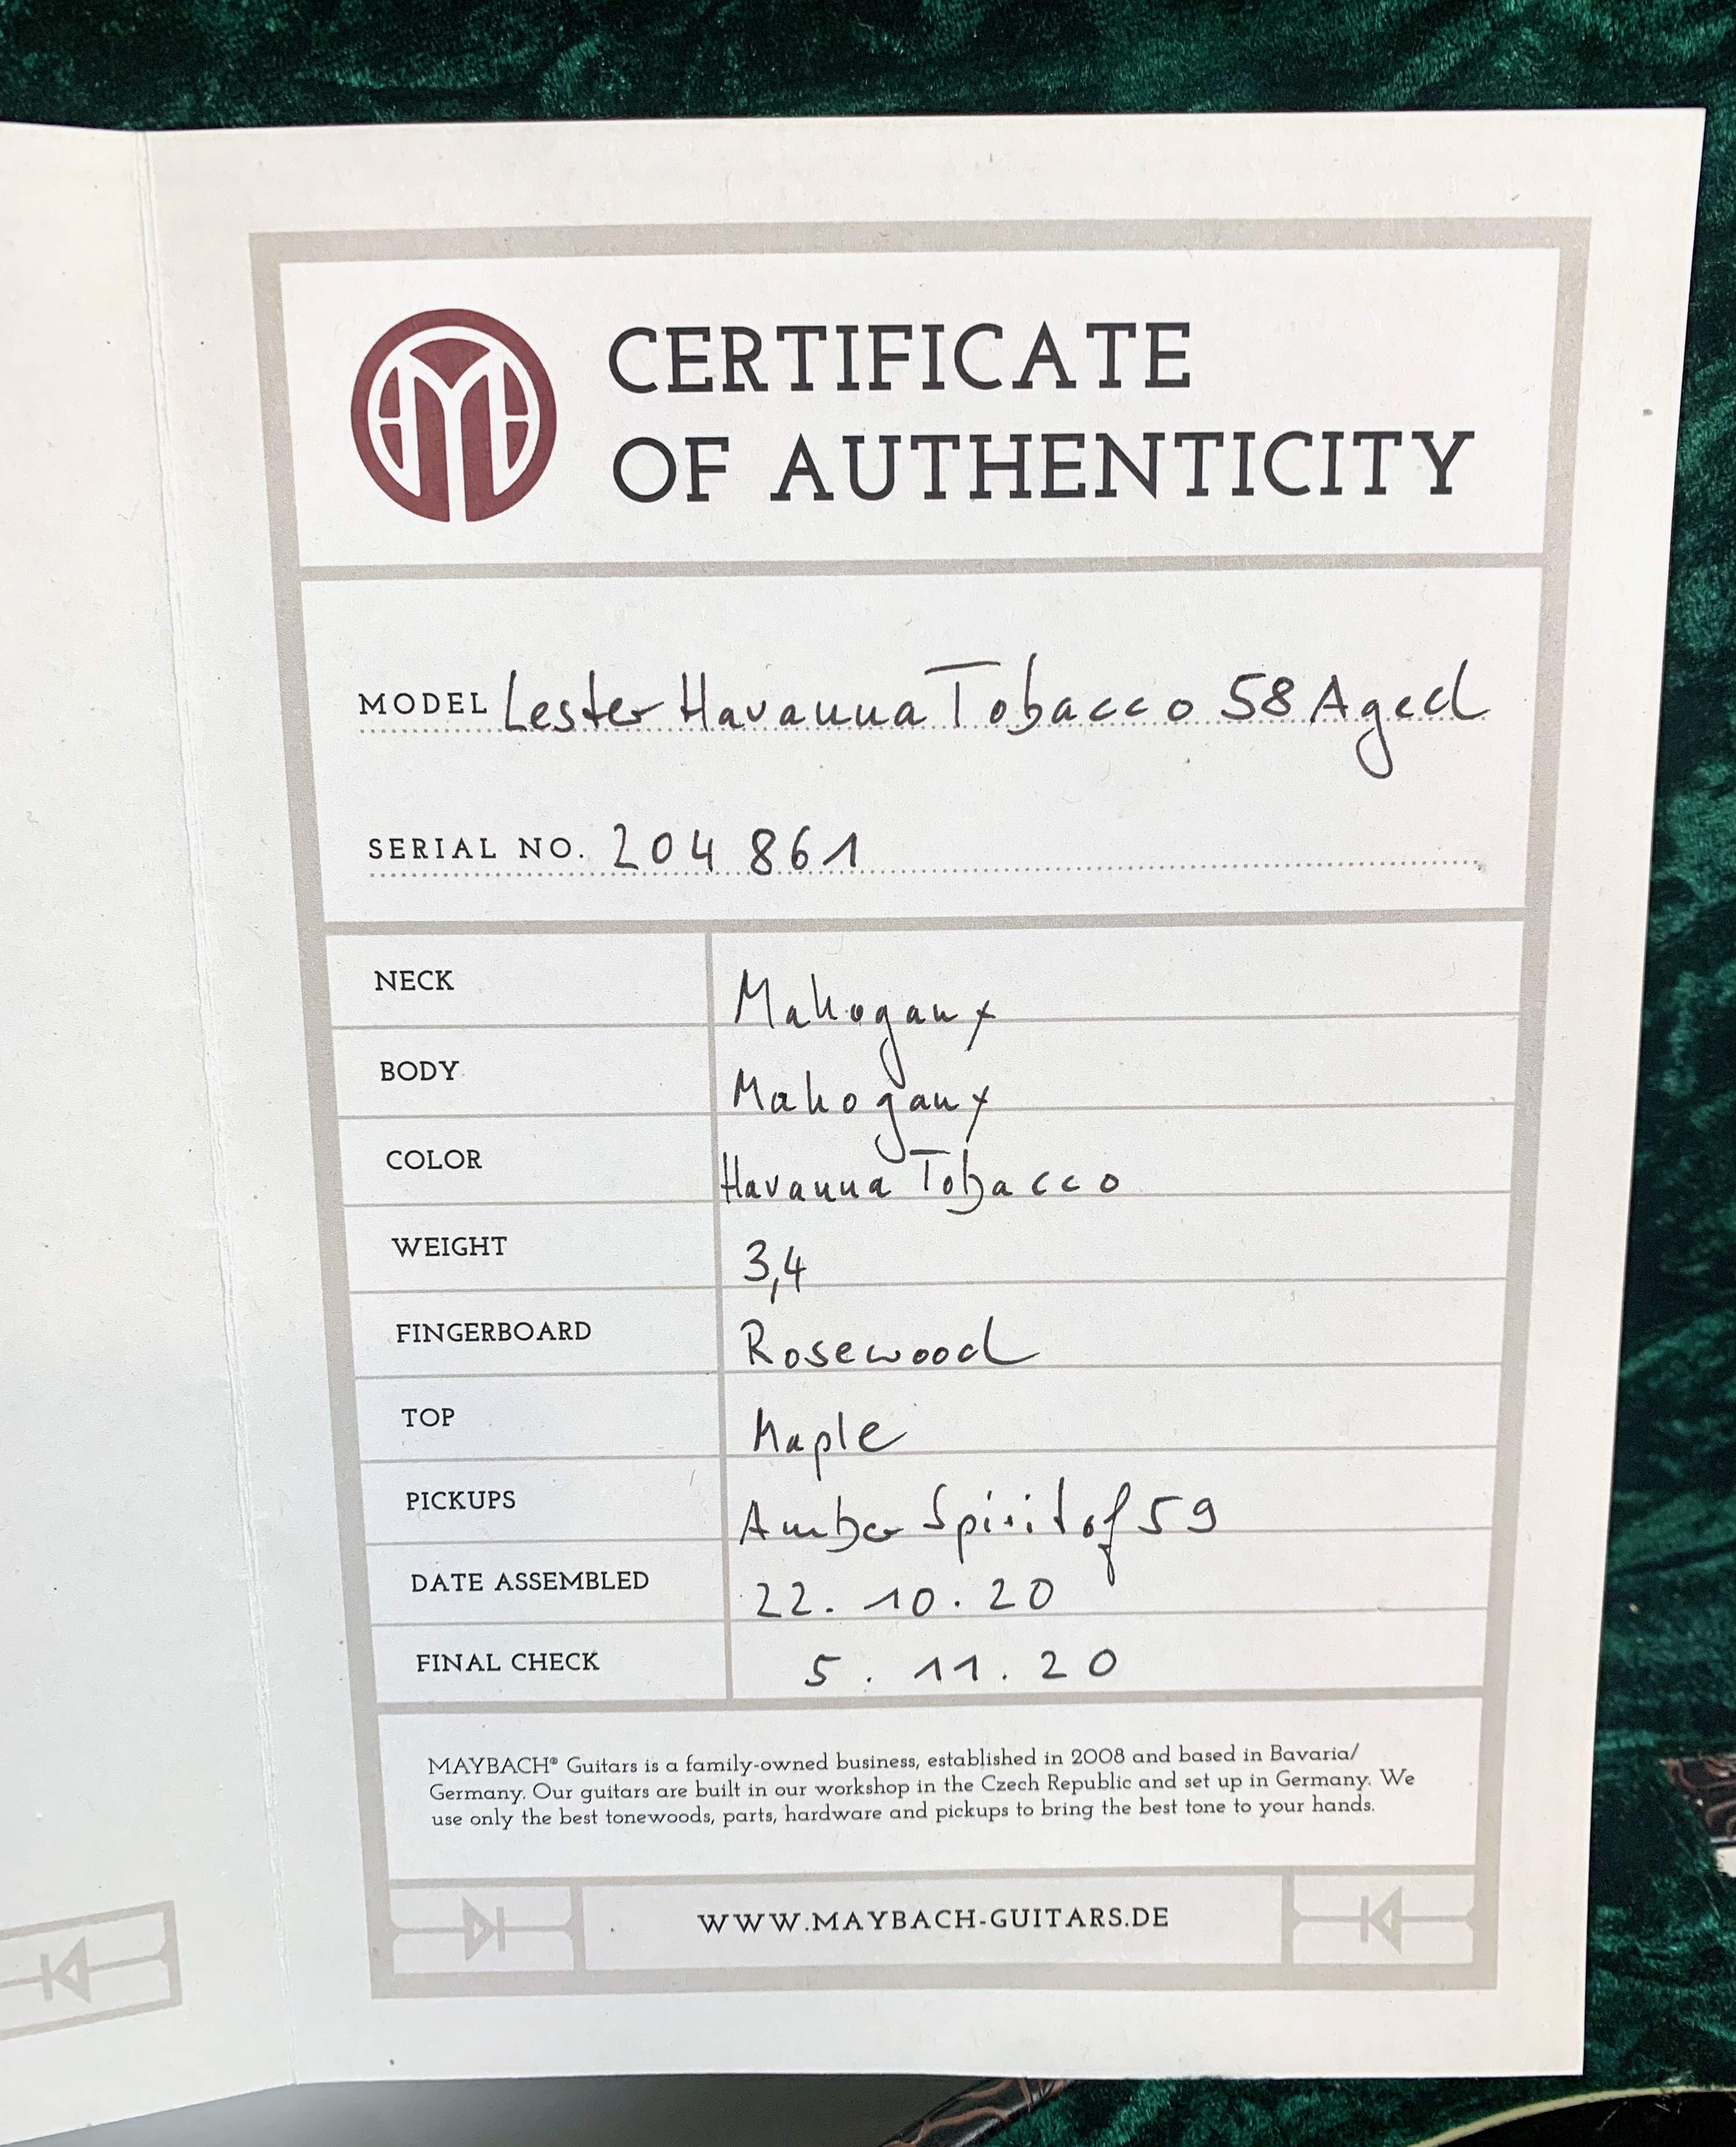 CERTIFICATE
OF AUTHENTICITY
MODEL Lester Havanna Tobacco 58 Aged
SERIAL NO. 204 861
NECK Mahogany
BODY Mahogany
COLOR Havanna Tobacco
WEIGHT 3,4
FINGERBOARD Rosewood
TOP Maple
PICKUPS Amber Spirit of 59
DATE ASSEMBLED 22. 10. 20
FINAL CHECK 5. 11. 20
MAYBACH® Guitars is a family-owned business, established in 2008 and based in Bavaria/
Germany. Our guitars are built in our workshop in the Czech Republic and set up in Germany. We
use only the best tonewoods, parts, hardware and pickups to bring the best tone to your hands.
WWW.MAYBACH-GUITARS.DE